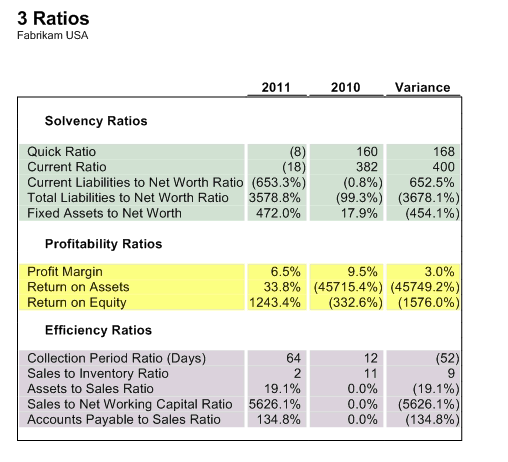 3 Ratios
Fabrikam USA
2011 2010 Variance
Solvency Ratios
Quick Ratio (8) 160 168
Current Ratio (18) 382 400
Current Liabilities to Net Worth Ratio (653.3%) (0.8%) 652.5%
Total Liabilities to Net Worth Ratio 3578.8% (99.3%) (3678.1%)
Fixed Assets to Net Worth 472.0% 17.9% (454.1%)
Profitability Ratios
Profit Margin 6.5% 9.5% 3.0%
Return on Assets 33.8% (45715.4%) (45749.2%)
Return on Equity 1243.4% (332.6%) (1576.0%)
Efficiency Ratios
Collection Period Ratio (Days) 64 12 (52)
Sales to Inventory Ratio 2 11 9
Assets to Sales Ratio 19.1% 0.0% (19.1%)
Sales to Net Working Capital Ratio 5626.1% 0.0% (5626.1%)
Accounts Payable to Sales Ratio 134.8% 0.0% (134.8%)